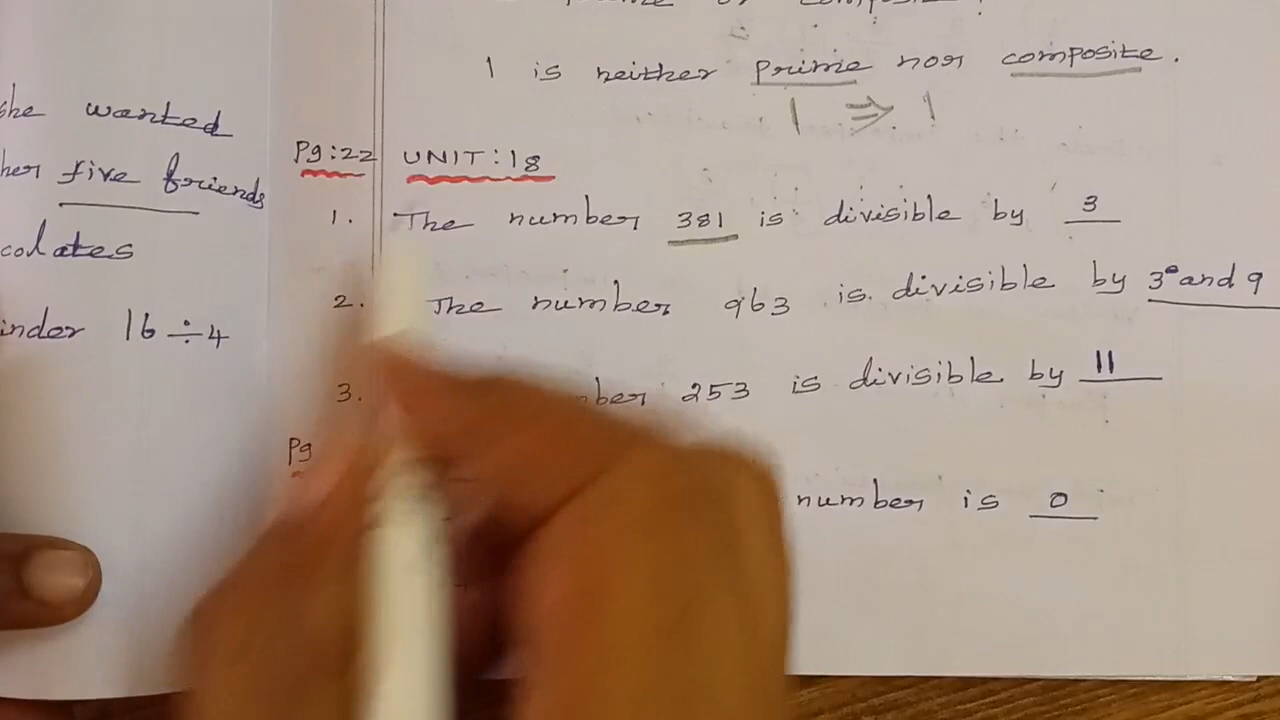 she wanted
her five friends
colates
inder 16 ÷ 4
1 is neither prime nor composite.
1 ⇒ 1
Pg:22 UNIT:18
1. The number 381 is divisible by 3
2. The number 963 is divisible by 3 and 9
3. mber 253 is divisible by 11
Pg
number is 0